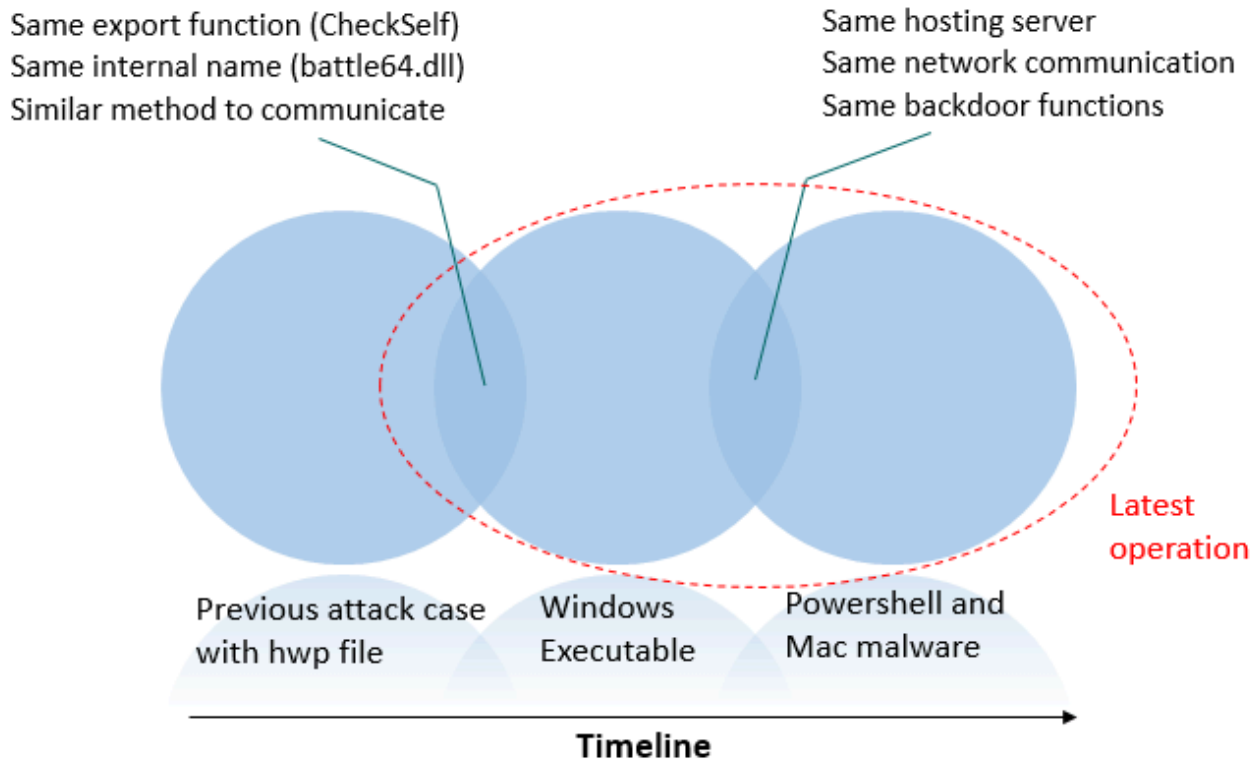 Same export function (CheckSelf)
Same internal name (battle64.dll)
Similar method to communicate
Same hosting server
Same network communication
Same backdoor functions
Latest
operation
Previous attack case
with hwp file
Windows
Executable
Powershell and
Mac malware
Timeline